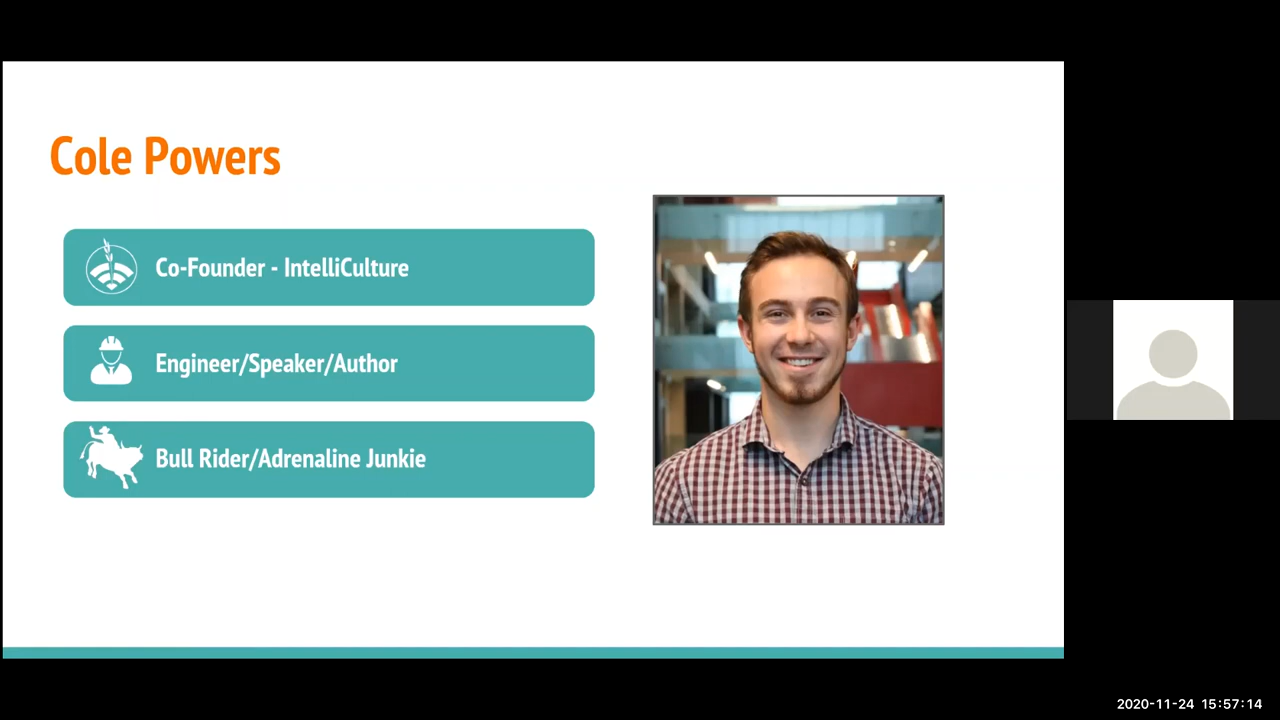 Cole Powers
Co-Founder - IntelliCulture
Engineer/Speaker/Author
Bull Rider/Adrenaline Junkie
2020-11-24 15:57:14